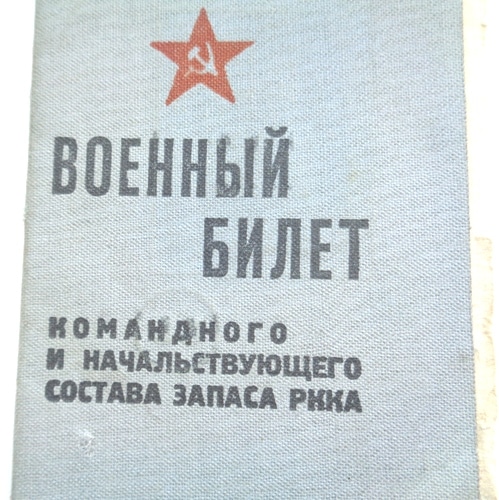 ВОЕННЫЙ
БИЛЕТ
КОМАНДНОГО
И НАЧАЛЬСТВУЮЩЕГО
СОСТАВА ЗАПАСА РККА